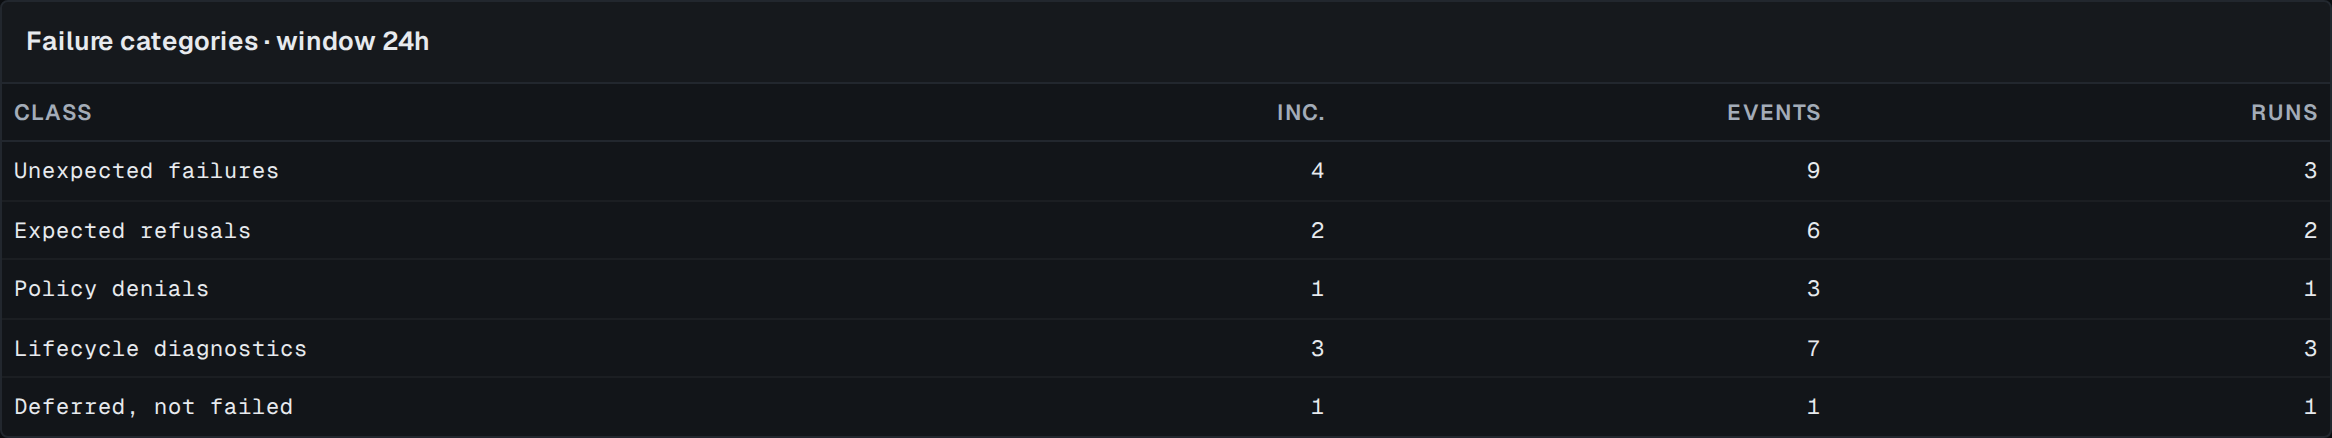 Failure categories · window 24h
CLASS INC. EVENTS RUNS
Unexpected failures 4 9 3
Expected refusals 2 6 2
Policy denials 1 3 1
Lifecycle diagnostics 3 7 3
Deferred, not failed 1 1 1